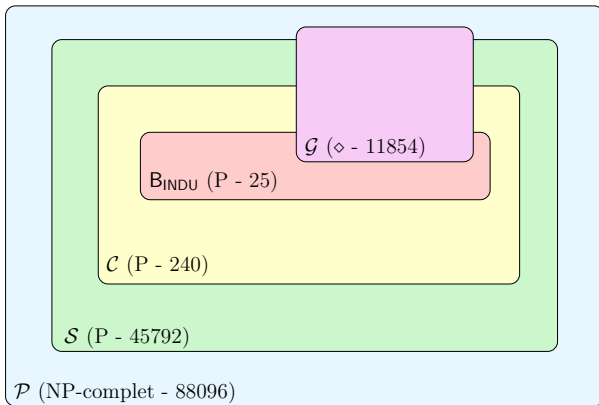 𝒢 (⋄ - 11854)
B_INDU (P - 25)
𝒞 (P - 240)
𝒮 (P - 45792)
𝒫 (NP-complet - 88096)